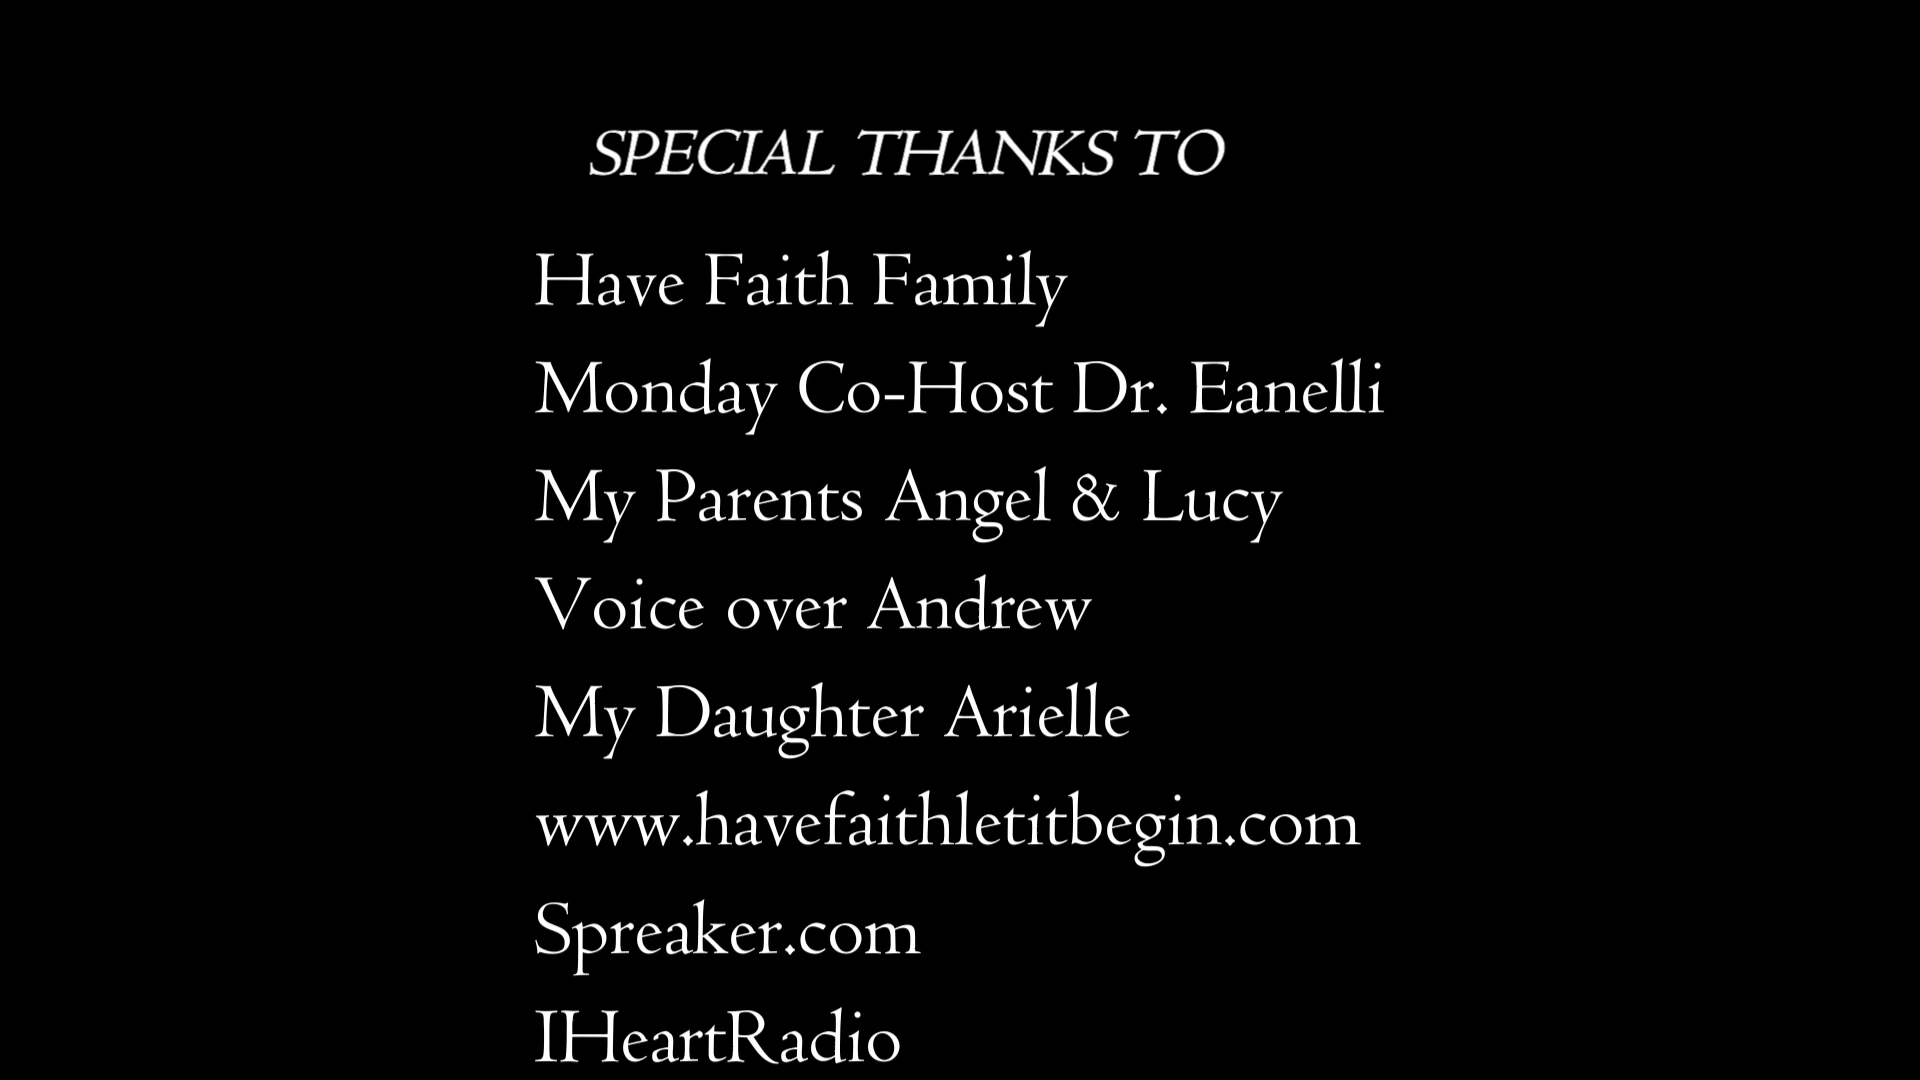 SPECIAL THANKS TO
Have Faith Family
Monday Co-Host Dr. Eanelli
My Parents Angel & Lucy
Voice over Andrew
My Daughter Arielle
www.havefaithletitbegin.com
Spreaker.com
IHeartRadio